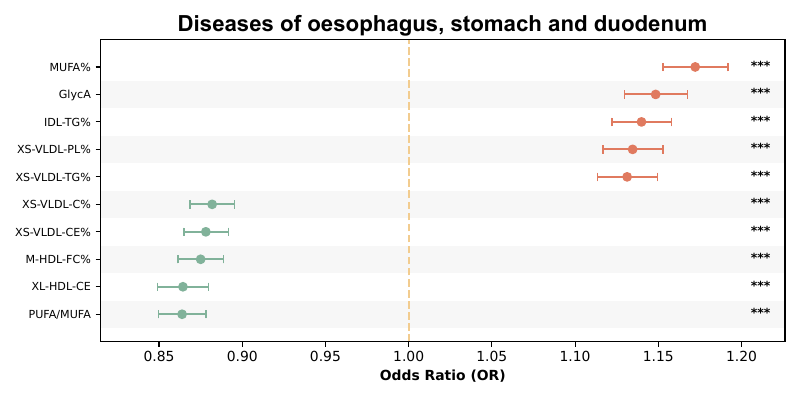 Diseases of oesophagus, stomach and duodenum
MUFA% ***
GlycA ***
IDL-TG% ***
XS-VLDL-PL% ***
XS-VLDL-TG% ***
XS-VLDL-C% ***
XS-VLDL-CE% ***
M-HDL-FC% ***
XL-HDL-CE ***
PUFA/MUFA ***
0.85 0.90 0.95 1.00 1.05 1.10 1.15 1.20
Odds Ratio (OR)